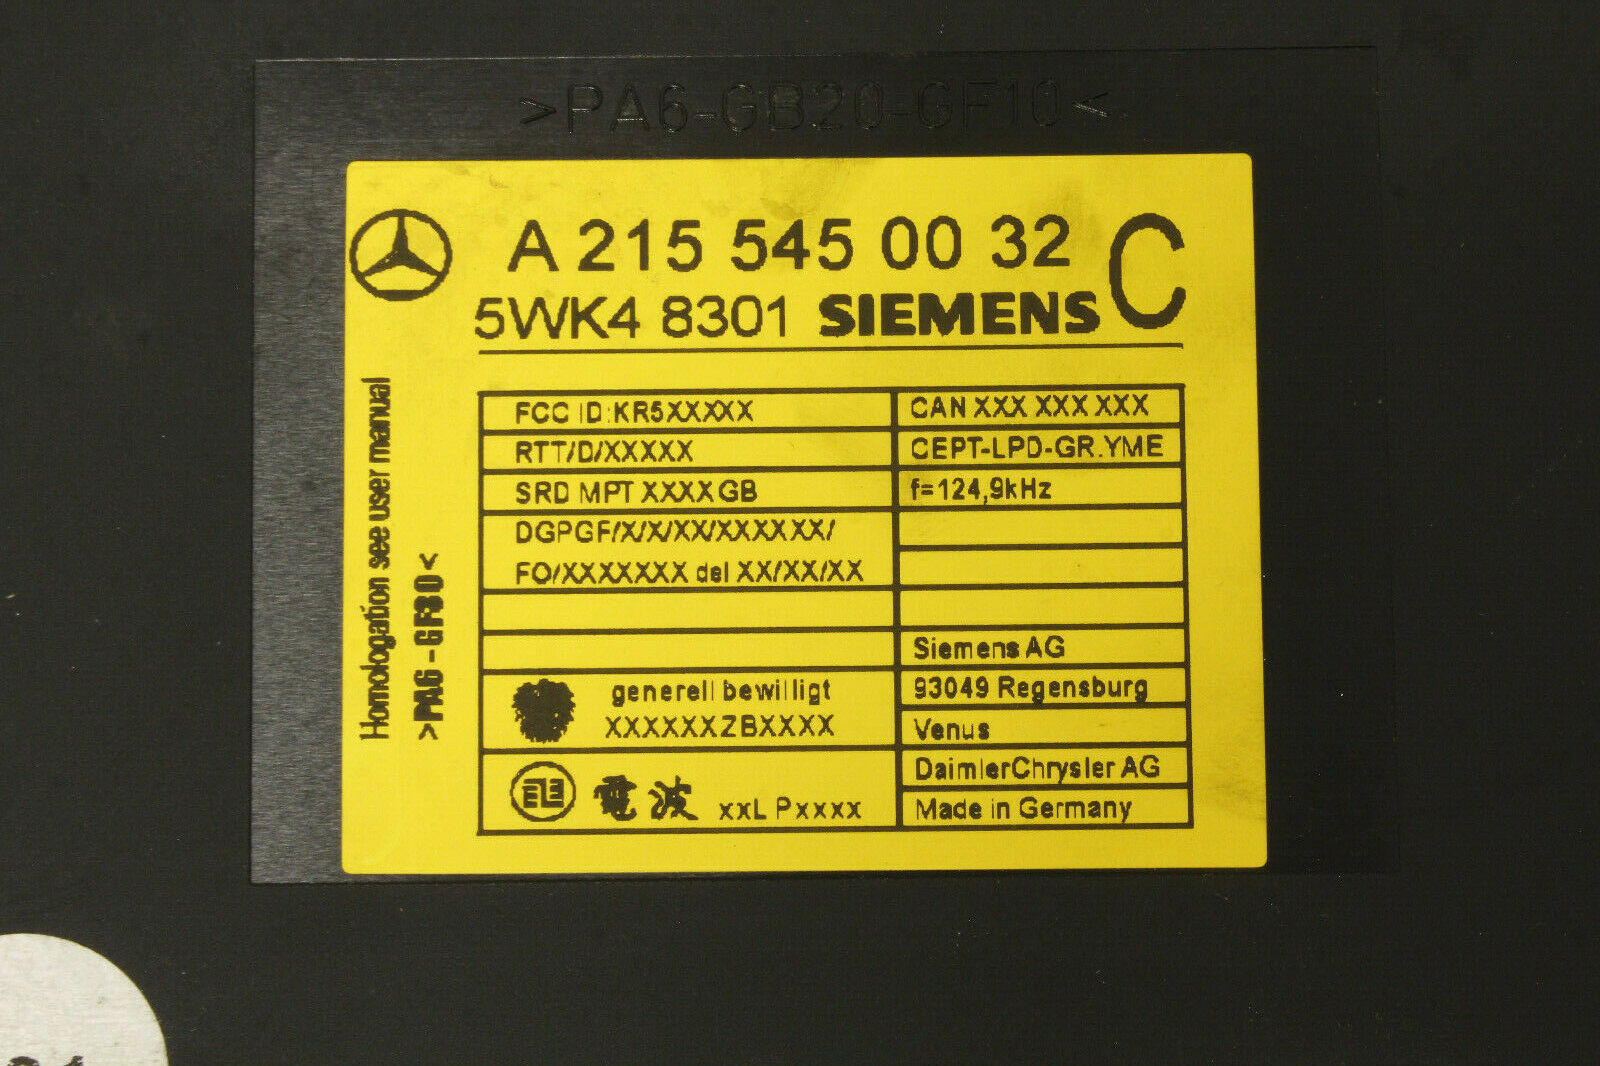 >PA6-GB20-GF10<
A 215 545 00 32 C
5WK4 8301 SIEMENS
Homologation see user manual
>PA6-GF30<
FCC ID:KR5XXXXX
CAN XXX XXX XXX
RTT/D/XXXXX
CEPT-LPD-GR.YME
SRD MPT XXXX GB
f=124,9kHz
DGPGF/X/X/XX/XXXXXX/
FO/XXXXXXX del XX/XX/XX
Siemens AG
generell bewilligt
93049 Regensburg
XXXXXXZBXXXX
Venus
DaimlerChrysler AG
電波 xxL Pxxxx
Made in Germany